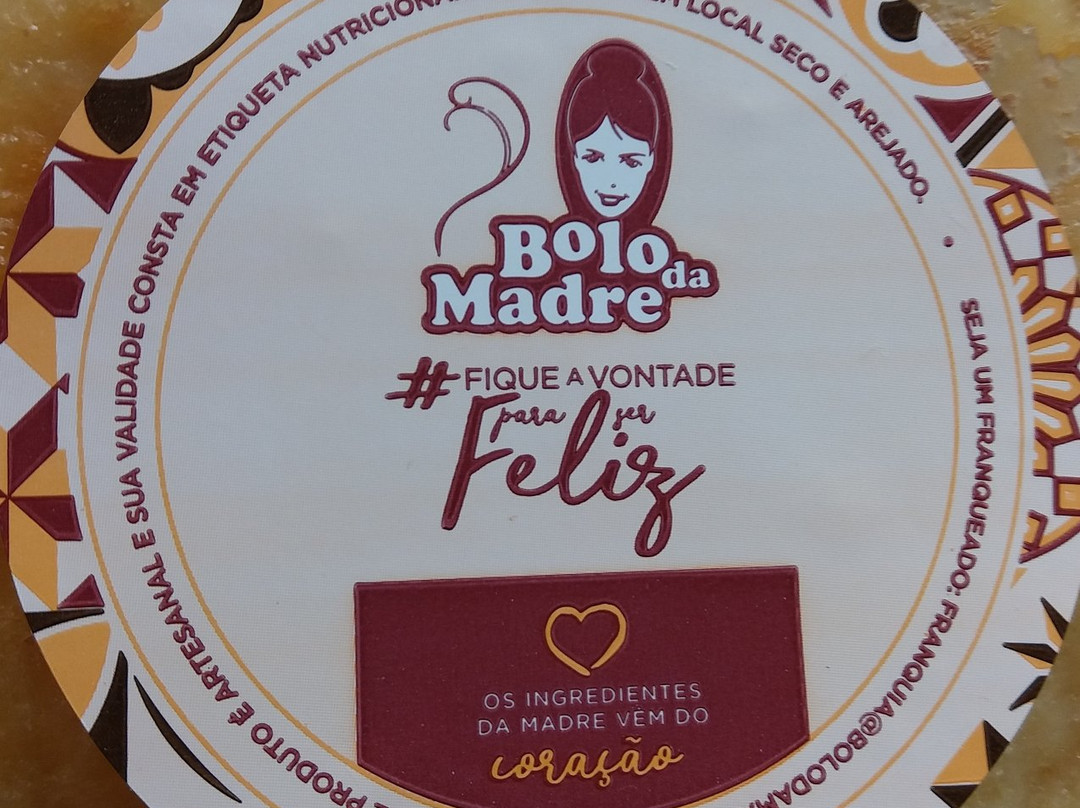 Bolo
da
Madre
#FIQUE A VONTADE
para ser
Feliz
OS INGREDIENTES
DA MADRE VÊM DO
coração
PRODUTO É ARTESANAL E SUA VALIDADE CONSTA EM ETIQUETA NUTRICIONA
LOCAL SECO E AREJADO.
SEJA UM FRANQUEADO: FRANQUIA@BOLODAM